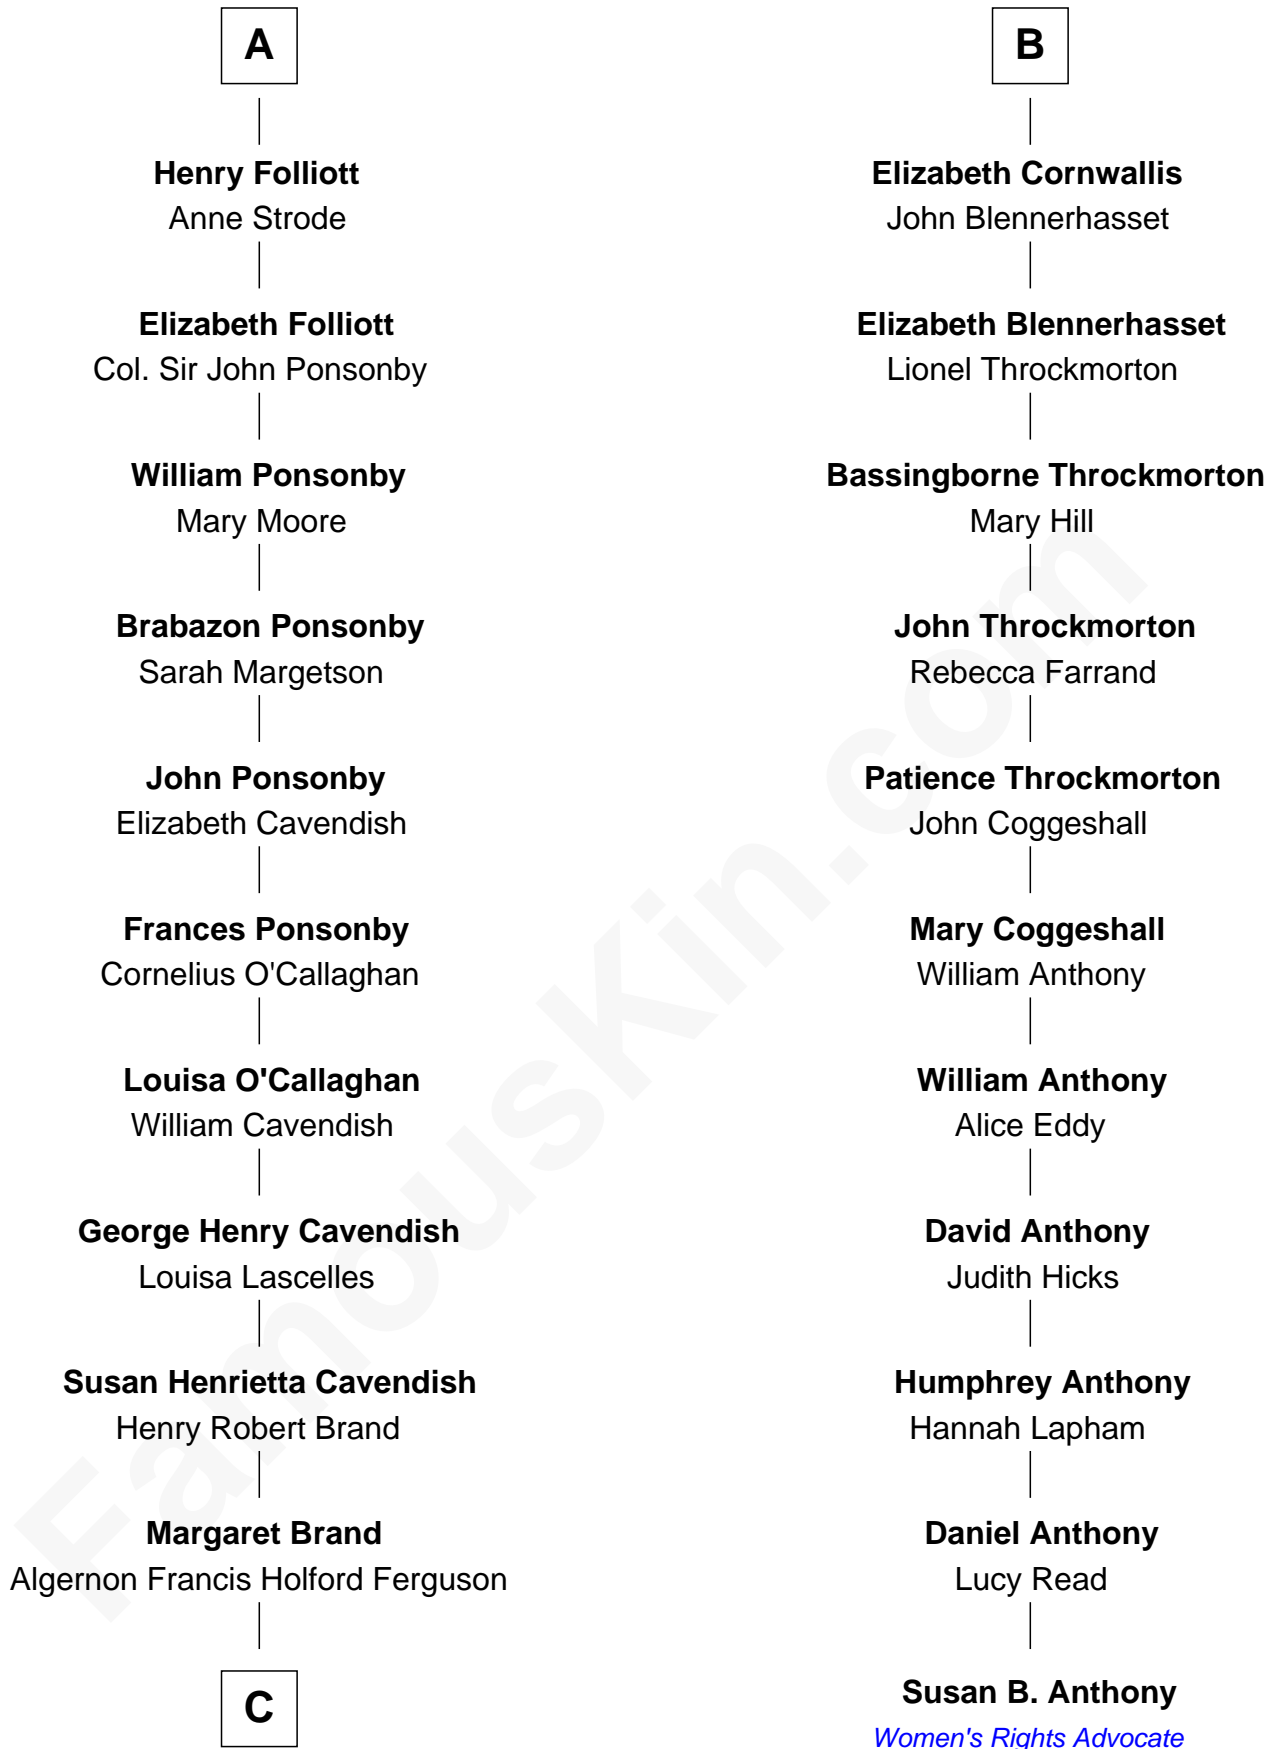 A
Henry Folliott
Anne Strode
Elizabeth Folliott
Col. Sir John Ponsonby
William Ponsonby
Mary Moore
Brabazon Ponsonby
Sarah Margetson
John Ponsonby
Elizabeth Cavendish
Frances Ponsonby
Cornelius O'Callaghan
Louisa O'Callaghan
William Cavendish
George Henry Cavendish
Louisa Lascelles
Susan Henrietta Cavendish
Henry Robert Brand
Margaret Brand
Algernon Francis Holford Ferguson
C
B
Elizabeth Cornwallis
John Blennerhasset
Elizabeth Blennerhasset
Lionel Throckmorton
Bassingborne Throckmorton
Mary Hill
John Throckmorton
Rebecca Farrand
Patience Throckmorton
John Coggeshall
Mary Coggeshall
William Anthony
William Anthony
Alice Eddy
David Anthony
Judith Hicks
Humphrey Anthony
Hannah Lapham
Daniel Anthony
Lucy Read
Susan B. Anthony
Women's Rights Advocate
FamousKin.com